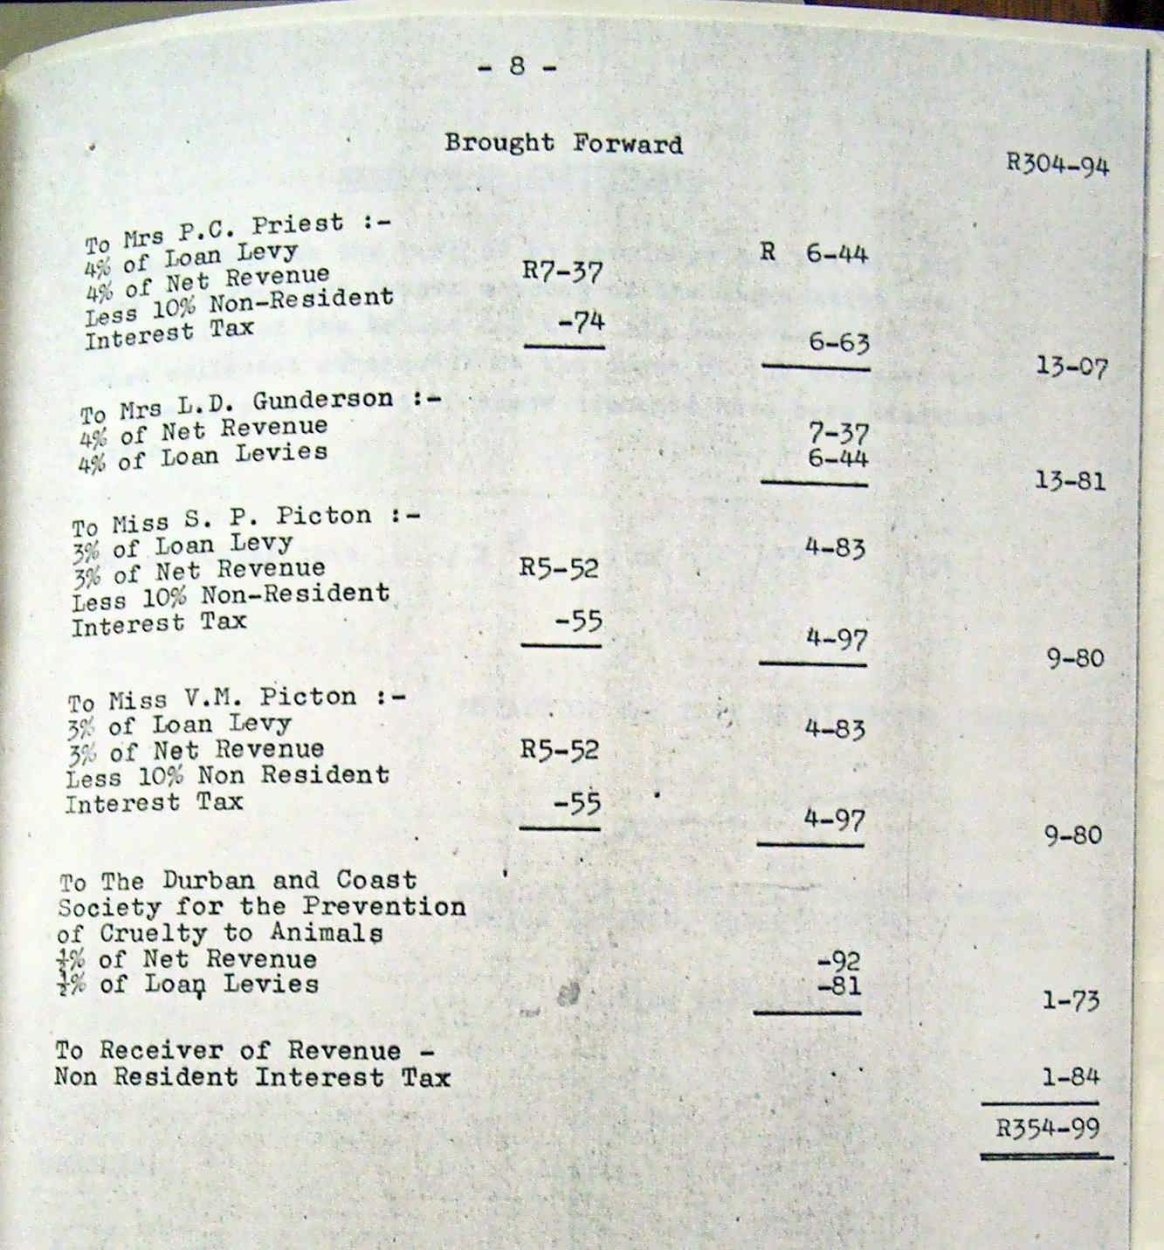 - 8 -
Brought Forward R304-94
To Mrs P.C. Priest :-
4% of Loan Levy R 6-44
4% of Net Revenue R7-37
Less 10% Non-Resident
Interest Tax -74 6-63 13-07
To Mrs L.D. Gunderson :-
4% of Net Revenue 7-37
4% of Loan Levies 6-44 13-81
To Miss S. P. Picton :-
3% of Loan Levy 4-83
3% of Net Revenue R5-52
Less 10% Non-Resident
Interest Tax -55 4-97 9-80
To Miss V.M. Picton :-
3% of Loan Levy 4-83
3% of Net Revenue R5-52
Less 10% Non Resident
Interest Tax -55 4-97 9-80
To The Durban and Coast
Society for the Prevention
of Cruelty to Animals
½% of Net Revenue -92
½% of Loan Levies -81 1-73
To Receiver of Revenue -
Non Resident Interest Tax 1-84
R354-99